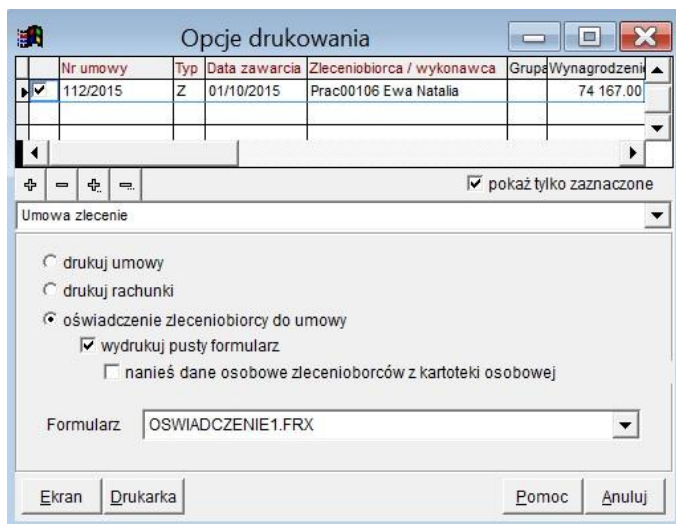 Opcje drukowania
Nr umowy Typ Data zawarcia Zleceniobiorca / wykonawca Grupa Wynagrodzeni
112/2015 Z 01/10/2015 Prac00106 Ewa Natalia 74 167.00
pokaż tylko zaznaczone
Umowa zlecenie
drukuj umowy
drukuj rachunki
oświadczenie zleceniobiorcy do umowy
wydrukuj pusty formularz
nanieś dane osobowe zlecenioborców z kartoteki osobowej
Formularz OSWIADCZENIE1.FRX
Ekran Drukarka Pomoc Anuluj